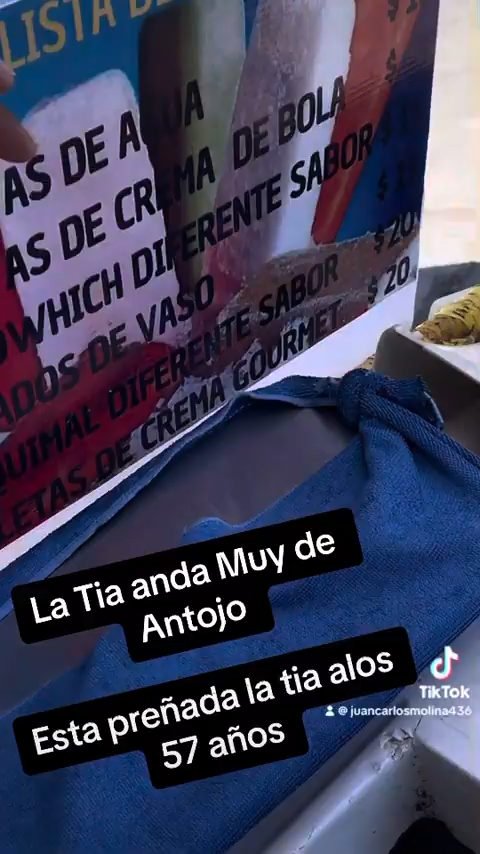 LISTA DE
AS DE AGUA
AS DE CREMA DE BOLA
DWHICH DIFERENTE SABOR
ADOS DE VASO
QUIMAL DIFERENTE SABOR $20
LETAS DE CREMA GOURMET $20
La Tia anda Muy de
Antojo
Esta preñada la tia alos
57 años
TikTok
@juancarlosmolina436